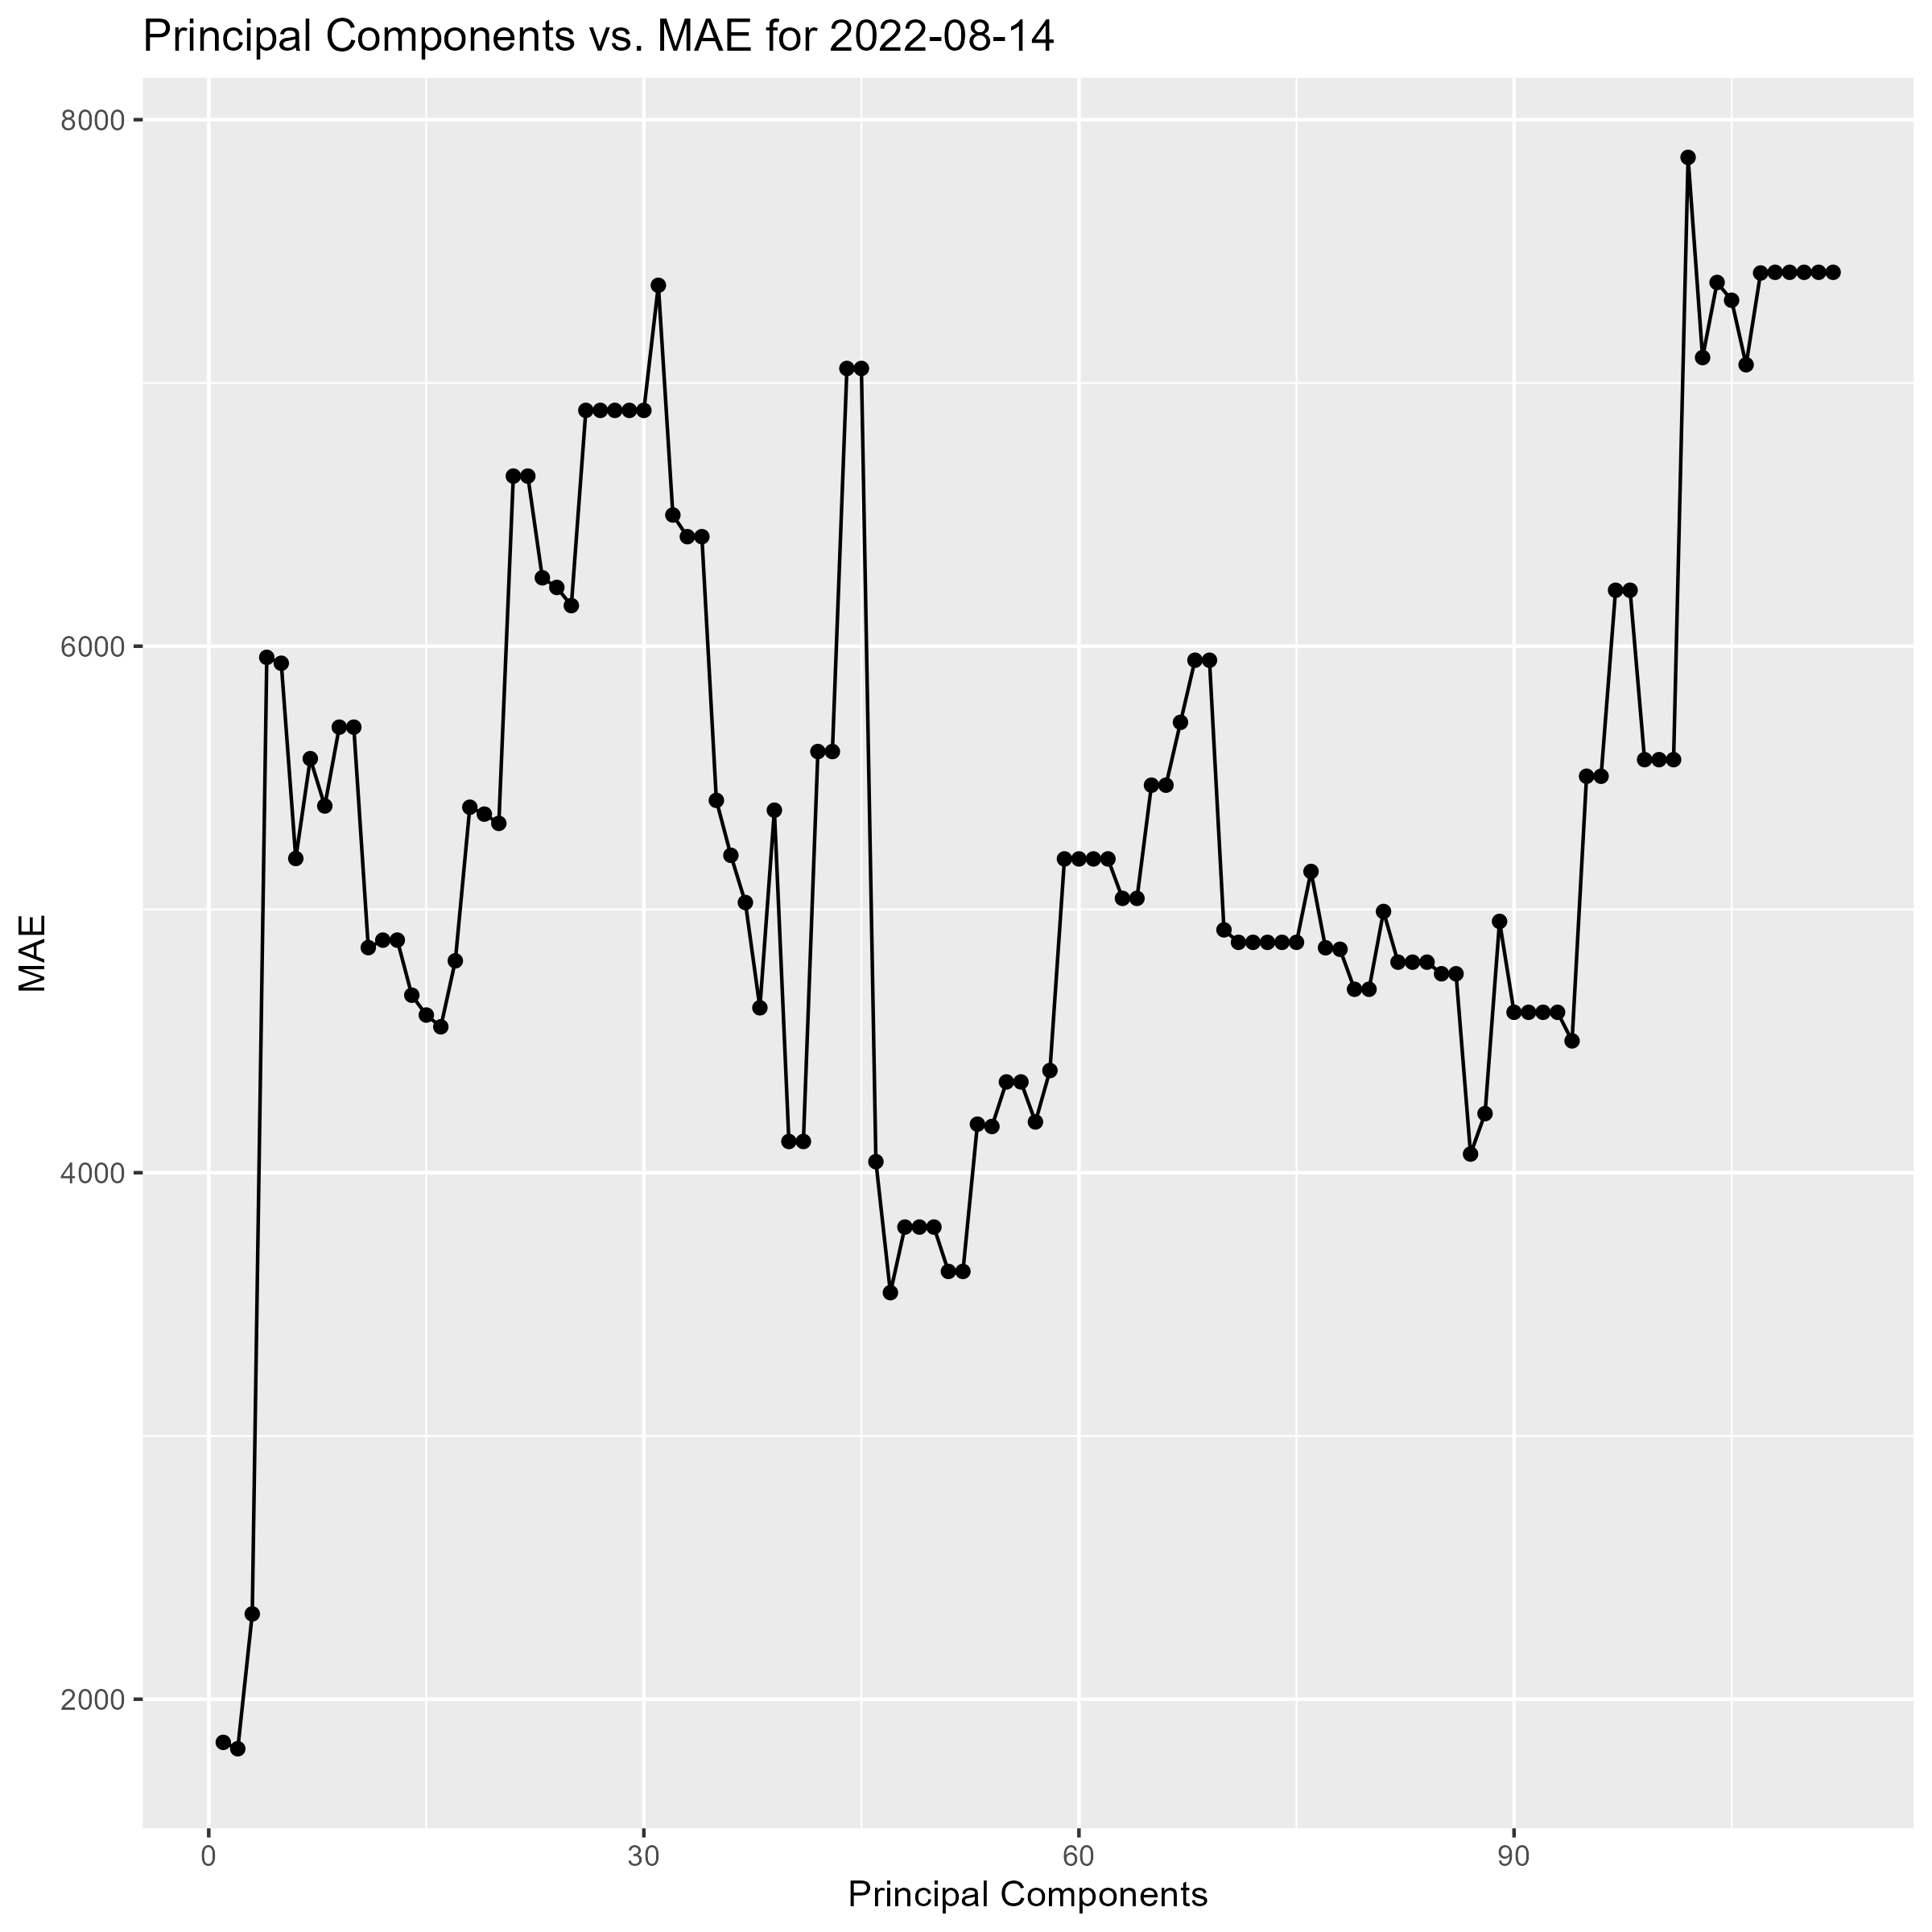 Principal Components vs. MAE for 2022-08-14
8000
6000
4000
2000
MAE
0 30 60 90
Principal Components